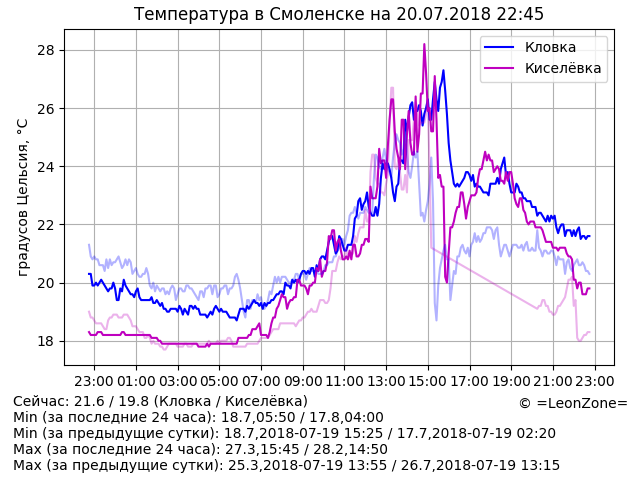 Температура в Смоленске на 20.07.2018 22:45
Кловка
Киселёвка
градусов Цельсия, °C
28
26
24
22
20
18
23:00 01:00 03:00 05:00 07:00 09:00 11:00 13:00 15:00 17:00 19:00 21:00 23:00
Сейчас: 21.6 / 19.8 (Кловка / Киселёвка)
© =LeonZone=
Min (за последние 24 часа): 18.7,05:50 / 17.8,04:00
Min (за предыдущие сутки): 18.7,2018-07-19 15:25 / 17.7,2018-07-19 02:20
Max (за последние 24 часа): 27.3,15:45 / 28.2,14:50
Max (за предыдущие сутки): 25.3,2018-07-19 13:55 / 26.7,2018-07-19 13:15